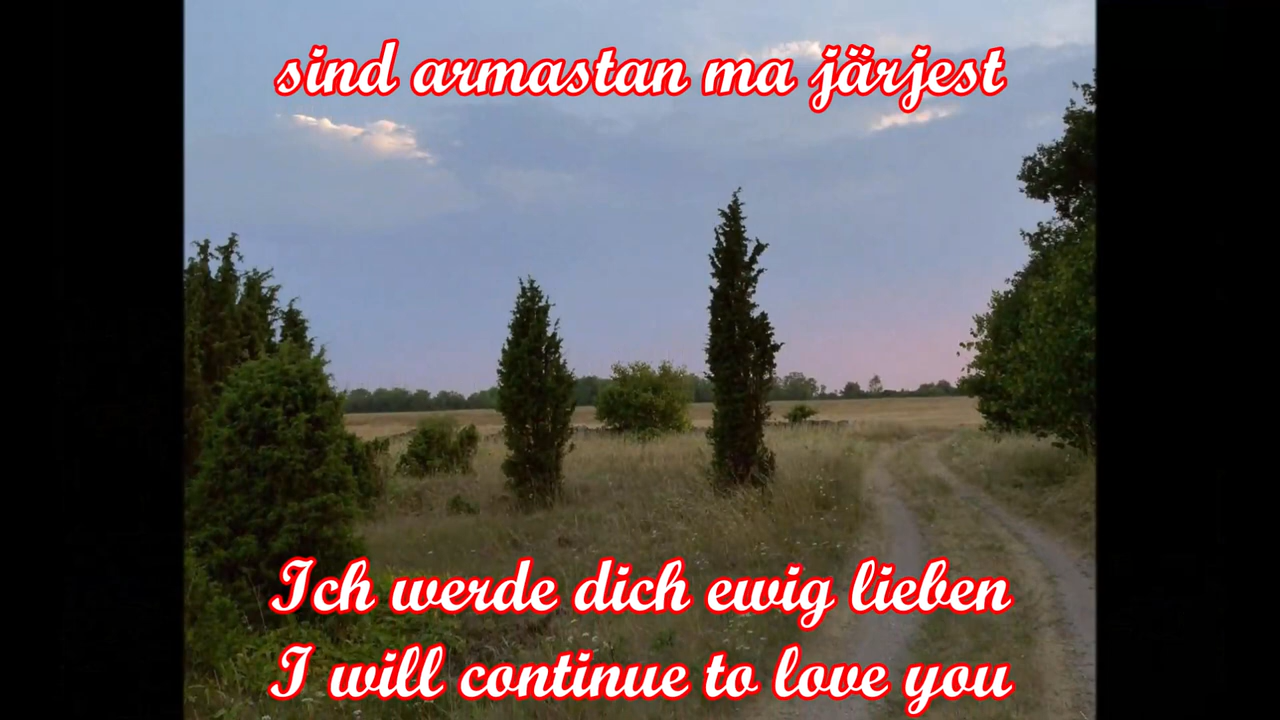 sind armastan ma järjest
Ich werde dich ewig lieben
I will continue to love you